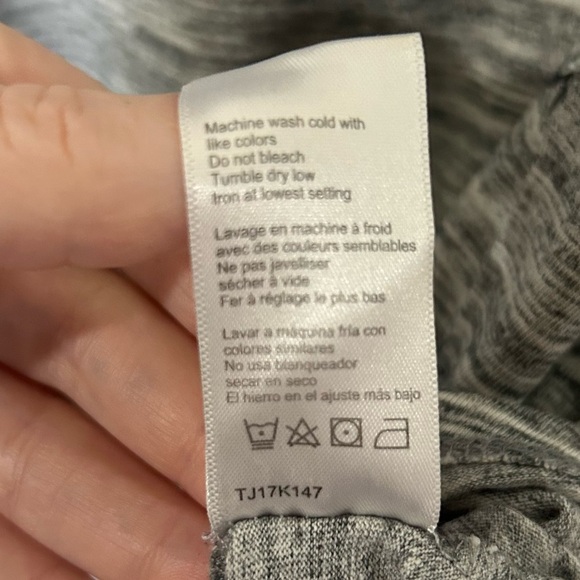 Machine wash cold with
like colors
Do not bleach
Tumble dry low
Iron at lowest setting
Lavage en machine à froid
avec des couleurs semblables
Ne pas javelliser
sécher à vide
Fer à réglage le plus bas
Lavar a máquina fría con
colores similares
No usa blanqueador
secar en seco
El hierro en el ajuste más bajo
TJ17K147